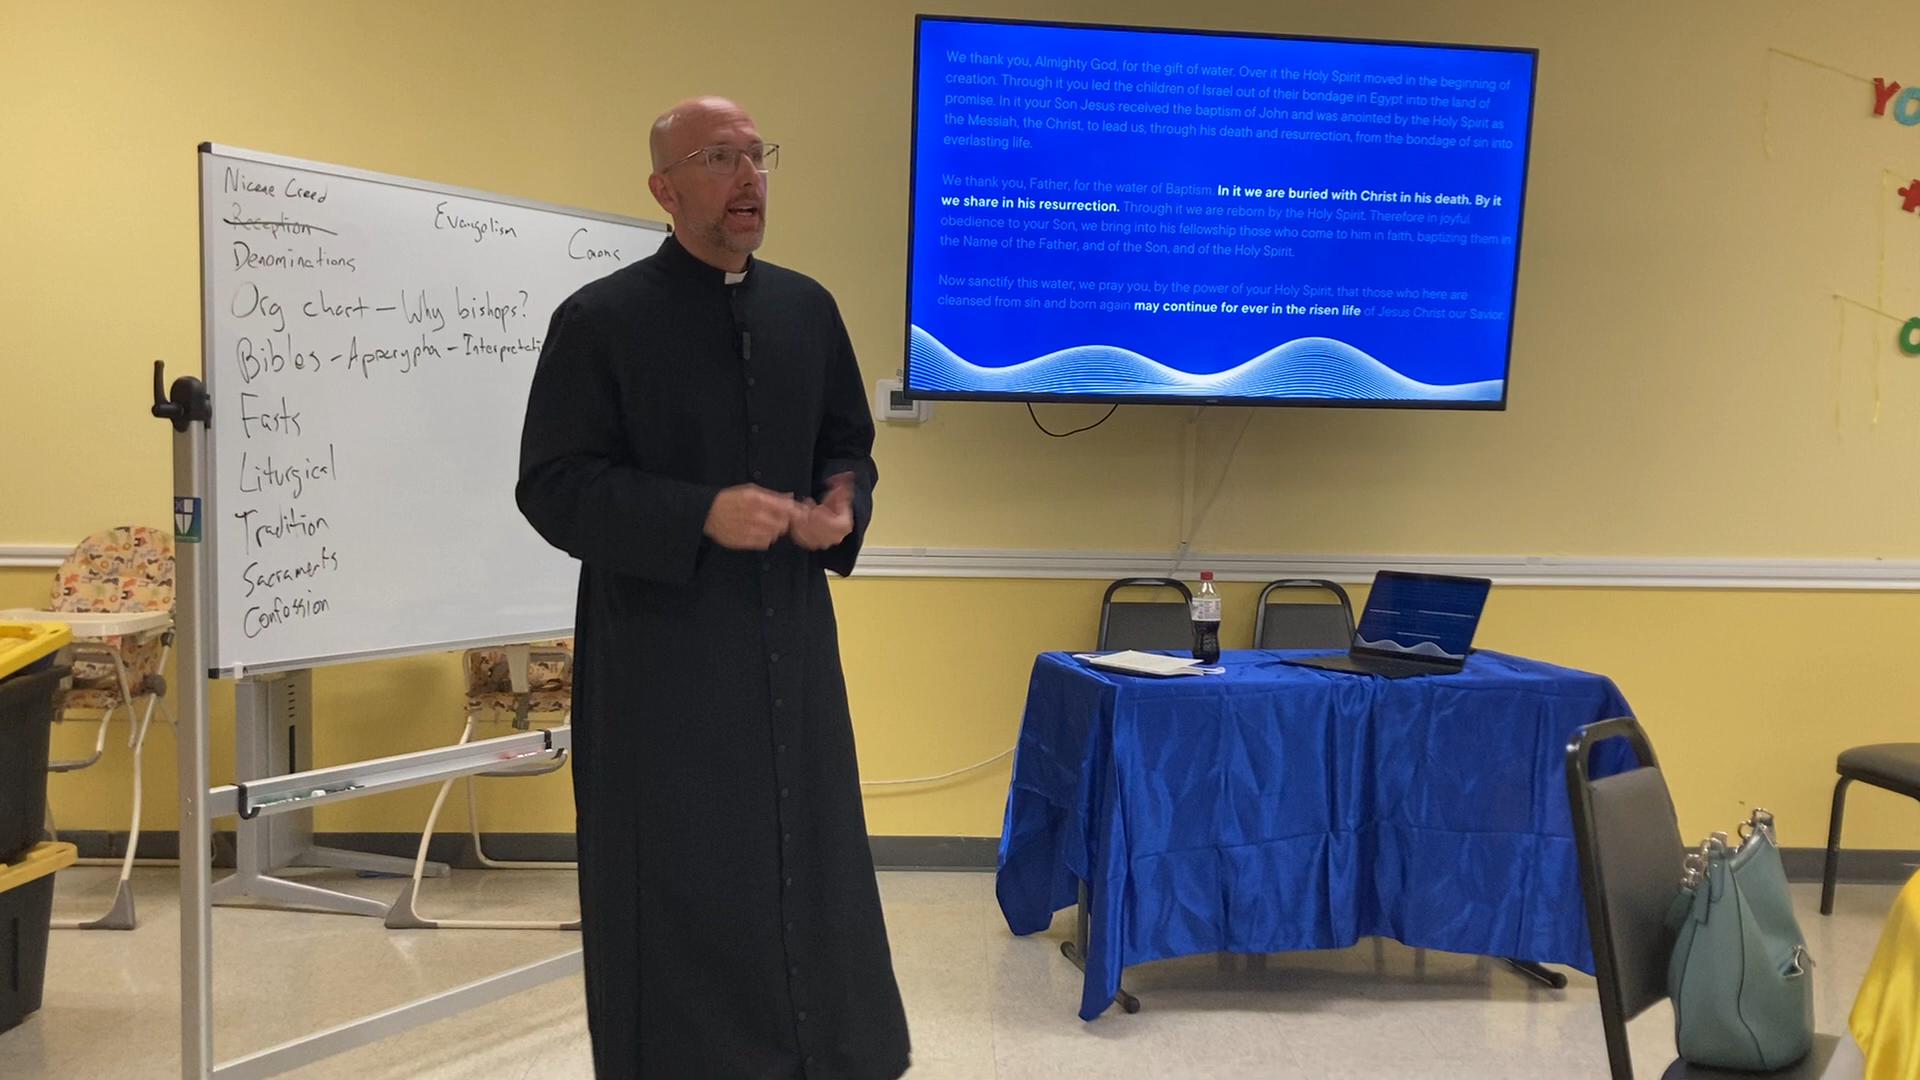 Nicene Creed
Reception
Denominations
Evangolism
Canons
Org chart - Why bishops?
Bibles - Apperypha - Interpretati
Fasts
Liturgical
Tradition
Sacraments
Confossion
We thank you, Almighty God, for the gift of water. Over it the Holy Spirit moved in the beginning of
creation. Through it you led the children of Israel out of their bondage in Egypt into the land of
promise. In it your Son Jesus received the baptism of John and was anointed by the Holy Spirit as
the Messiah, the Christ, to lead us, through his death and resurrection, from the bondage of sin into
everlasting life.
We thank you, Father, for the water of Baptism. In it we are buried with Christ in his death. By it
we share in his resurrection. Through it we are reborn by the Holy Spirit. Therefore in joyful
obedience to your Son, we bring into his fellowship those who come to him in faith, baptizing them in
the Name of the Father, and of the Son, and of the Holy Spirit.
Now sanctify this water, we pray you, by the power of your Holy Spirit, that those who here are
cleansed from sin and born again may continue for ever in the risen life of Jesus Christ our Savior.
YO